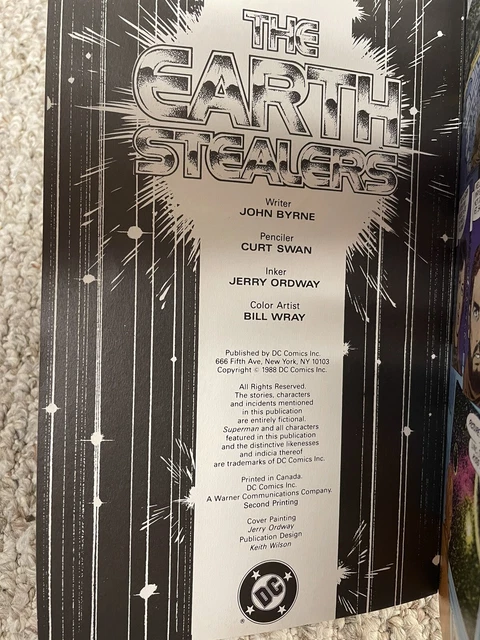 THE
EARTH
STEALERS
Writer
JOHN BYRNE
Penciler
CURT SWAN
Inker
JERRY ORDWAY
Color Artist
BILL WRAY
Published by DC Comics Inc.
666 Fifth Ave, New York, NY 10103
Copyright © 1988 DC Comics Inc.
All Rights Reserved.
The stories, characters
and incidents mentioned
in this publication
are entirely fictional.
Superman and all characters
featured in this publication
and the distinctive likenesses
and indicia thereof
are trademarks of DC Comics Inc.
Printed in Canada.
DC Comics Inc.
A Warner Communications Company.
Second Printing
Cover Painting
Jerry Ordway
Publication Design
Keith Wilson
DC
®